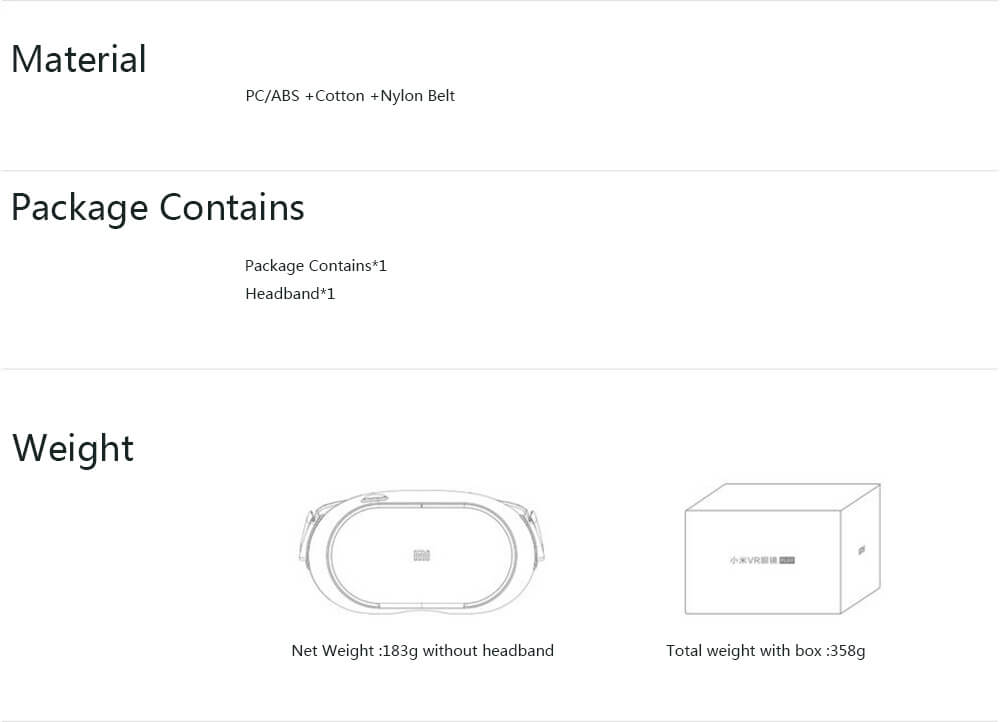 Material
PC/ABS +Cotton +Nylon Belt
Package Contains
Package Contains*1
Headband*1
Weight
小米VR眼镜
Net Weight :183g without headband
Total weight with box :358g